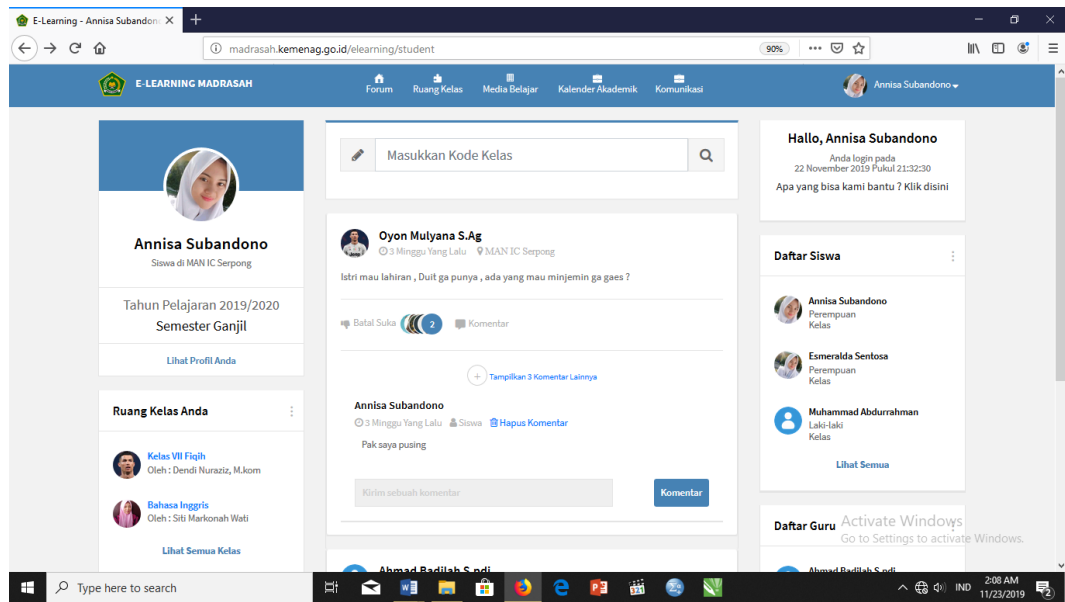 E-Learning - Annisa Subandon
madrasah.kemenag.go.id/elearning/student
90%
E-LEARNING MADRASAH
Forum
Ruang Kelas
Media Belajar
Kalender Akademik
Komunikasi
Annisa Subandono
Annisa Subandono
Siswa di MAN IC Serpong
Tahun Pelajaran 2019/2020
Semester Ganjil
Lihat Profil Anda
Ruang Kelas Anda
Kelas VII Fiqih
Oleh : Dendi Nuraziz, M.kom
Bahasa Inggris
Oleh : Siti Markonah Wati
Lihat Semua Kelas
Masukkan Kode Kelas
Oyon Mulyana S.Ag
3 Minggu Yang Lalu MAN IC Serpong
Istri mau lahiran , Duit ga punya , ada yang mau minjemin ga gaes ?
Batal Suka 2 Komentar
Tampilkan 3 Komentar Lainnya
Annisa Subandono
3 Minggu Yang Lalu Siswa Hapus Komentar
Pak saya pusing
Kirim sebuah komentar
Komentar
Ahmad Badilah S.pdi
Hallo, Annisa Subandono
Anda login pada
22 November 2019 Pukul 21:32:30
Apa yang bisa kami bantu ? Klik disini
Daftar Siswa
Annisa Subandono
Perempuan
Kelas
Esmeralda Sentosa
Perempuan
Kelas
Muhammad Abdurrahman
Laki-laki
Kelas
Lihat Semua
Daftar Guru
Ahmad Badilah S.pdi
Activate Windows
Go to Settings to activate Windows.
Type here to search
IND
2:08 AM
11/23/2019